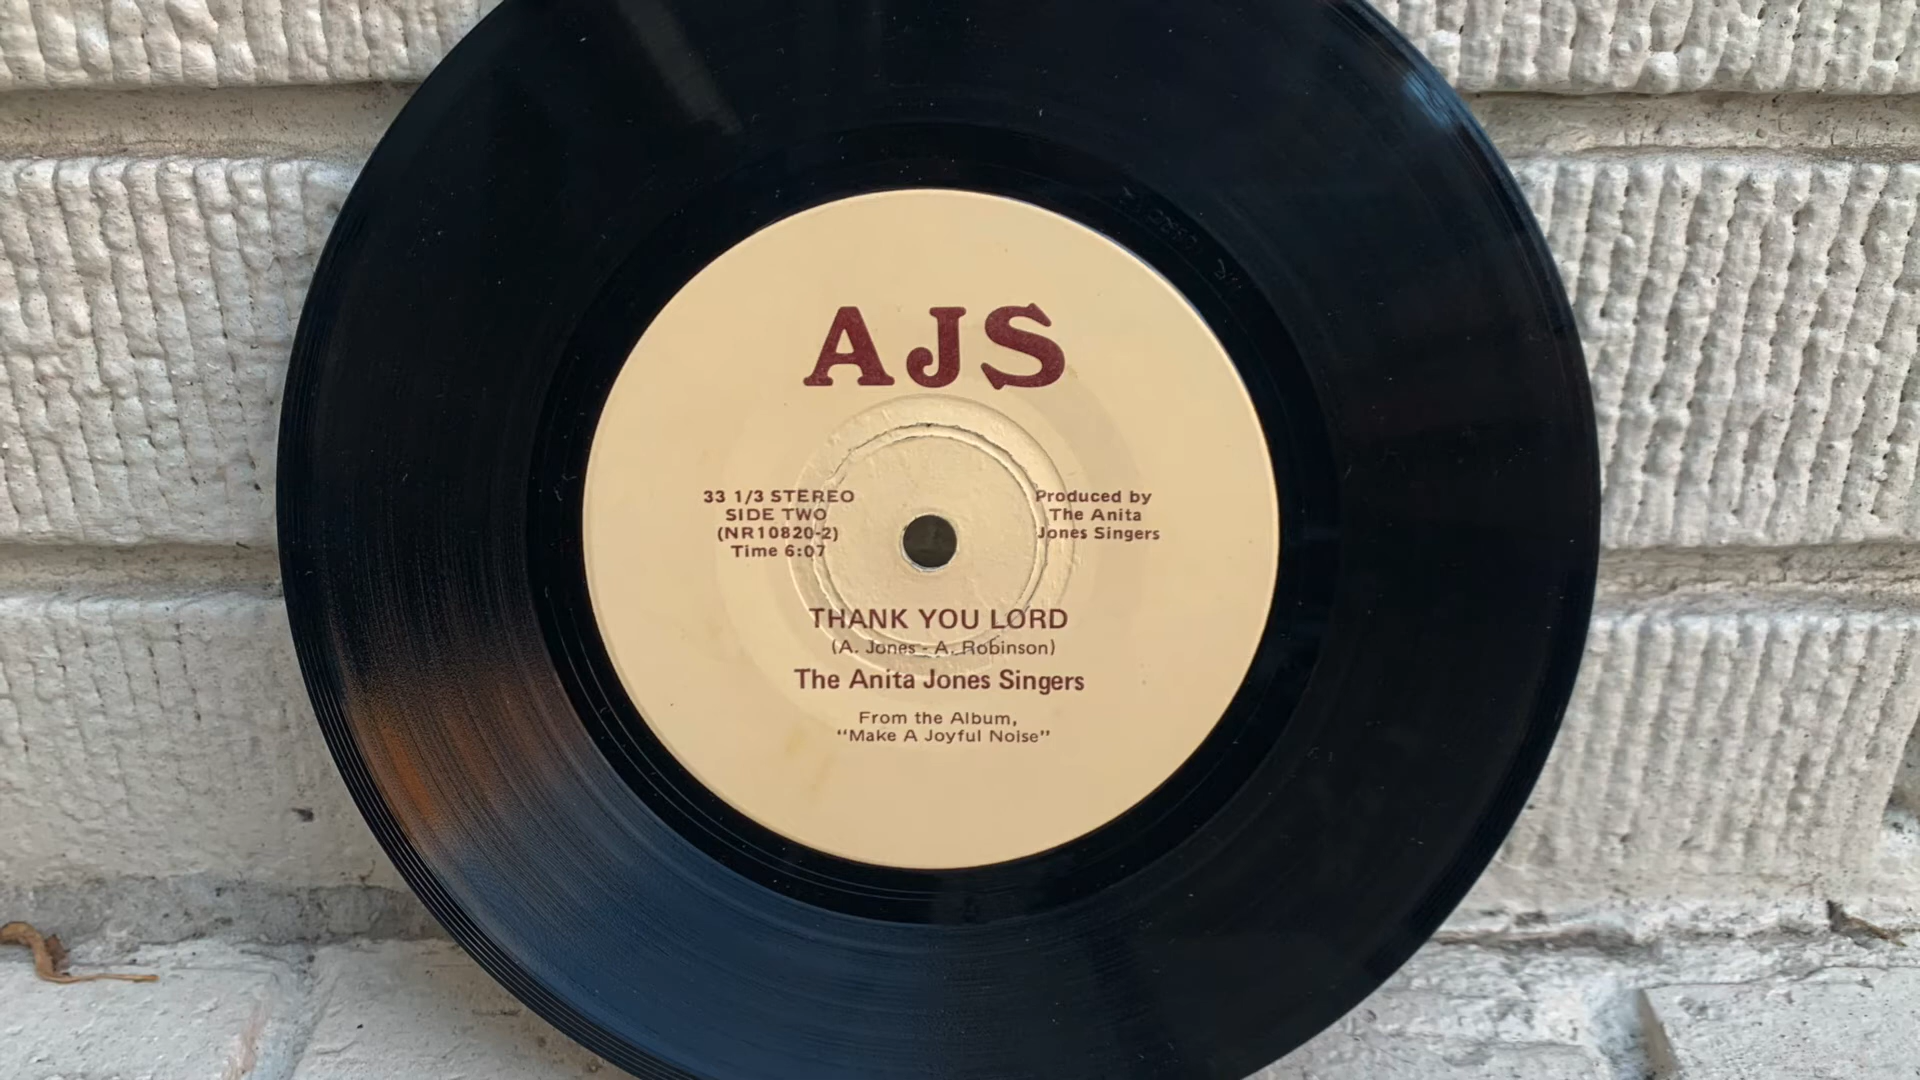 AJS
33 1/3 STEREO
SIDE TWO
(NR10820-2)
Time 6:07
Produced by
The Anita
Jones Singers
THANK YOU LORD
(A. Jones - A. Robinson)
The Anita Jones Singers
From the Album,
"Make A Joyful Noise"